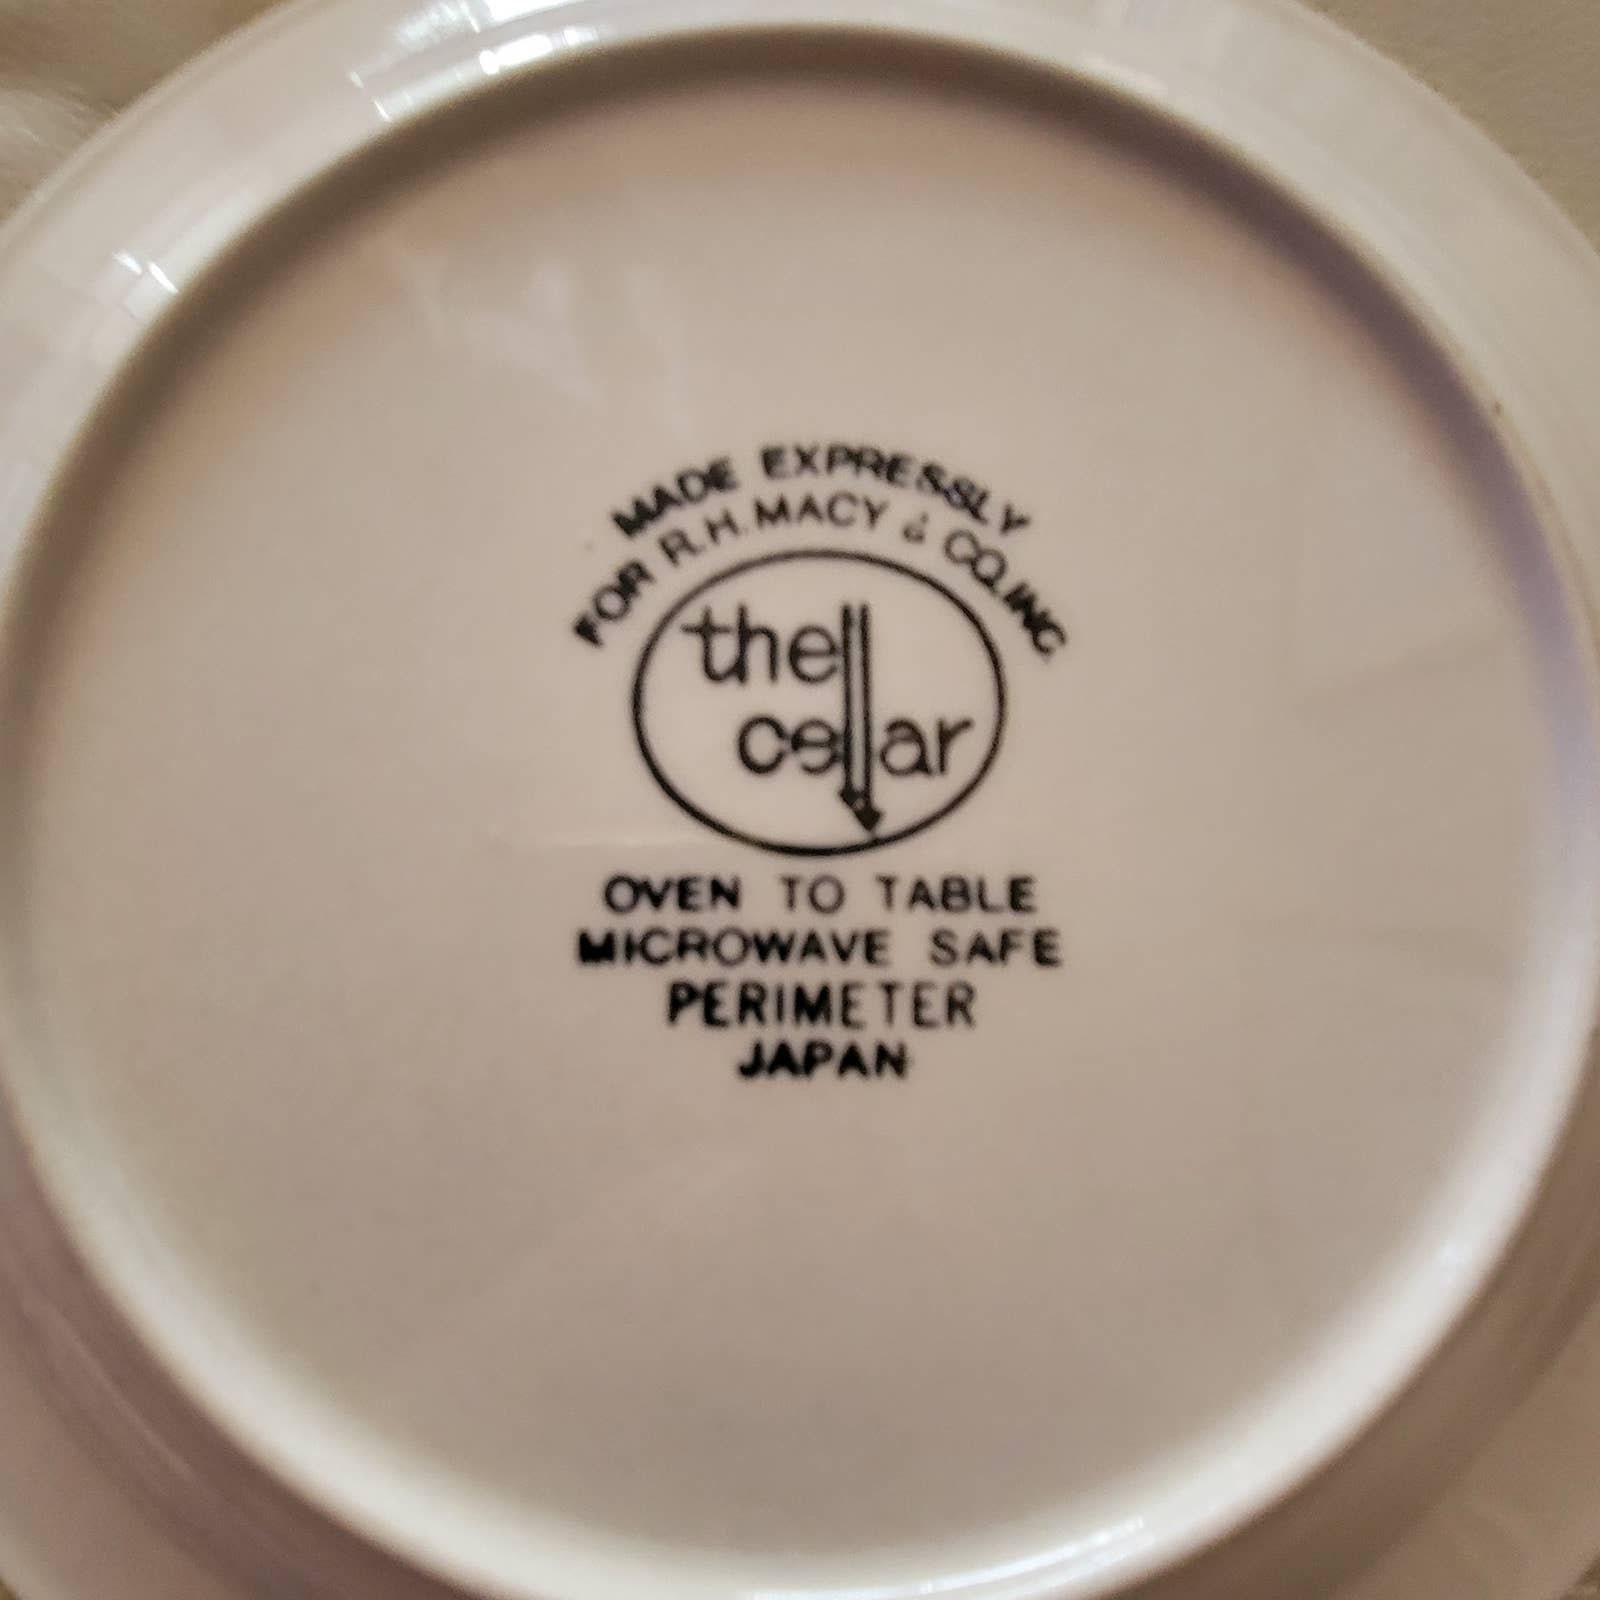 MADE EXPRESSLY
FOR R.H. MACY & CO. INC.
the
cellar
OVEN TO TABLE
MICROWAVE SAFE
PERIMETER
JAPAN